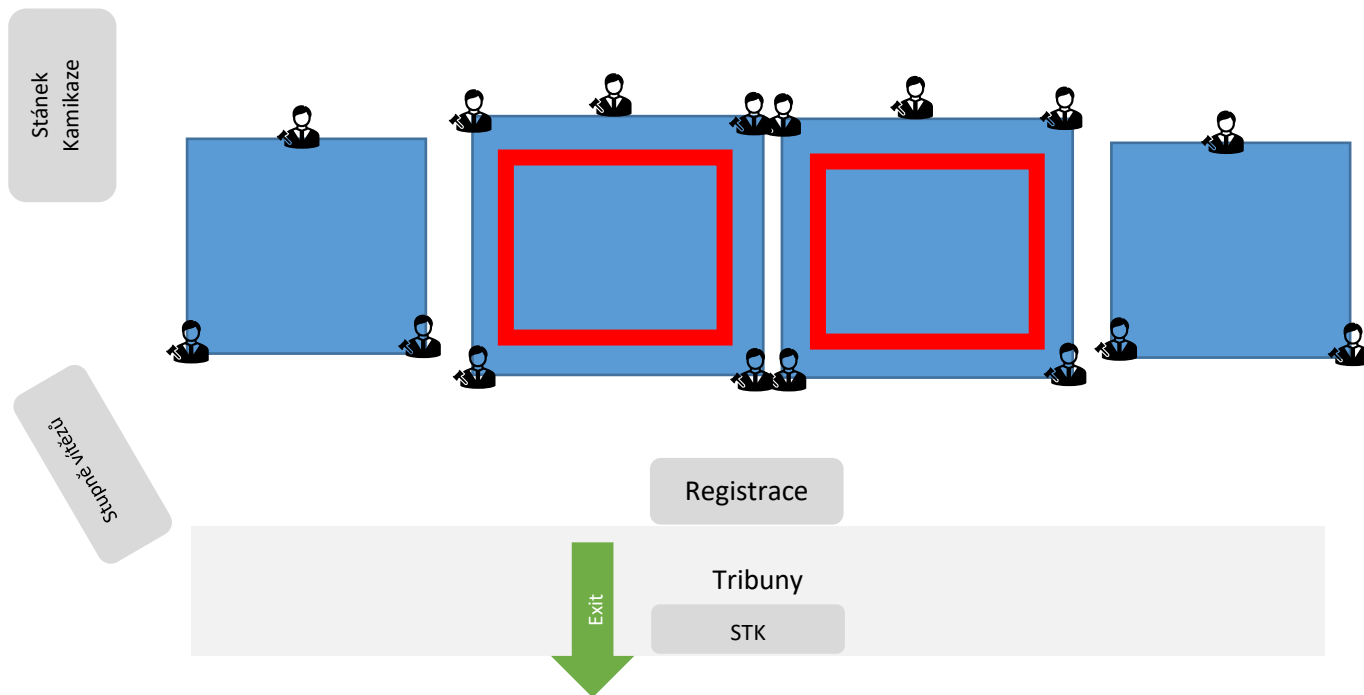 Stánek
Kamikaze
Stupně vítězů
Registrace
Tribuny
Exit
STK